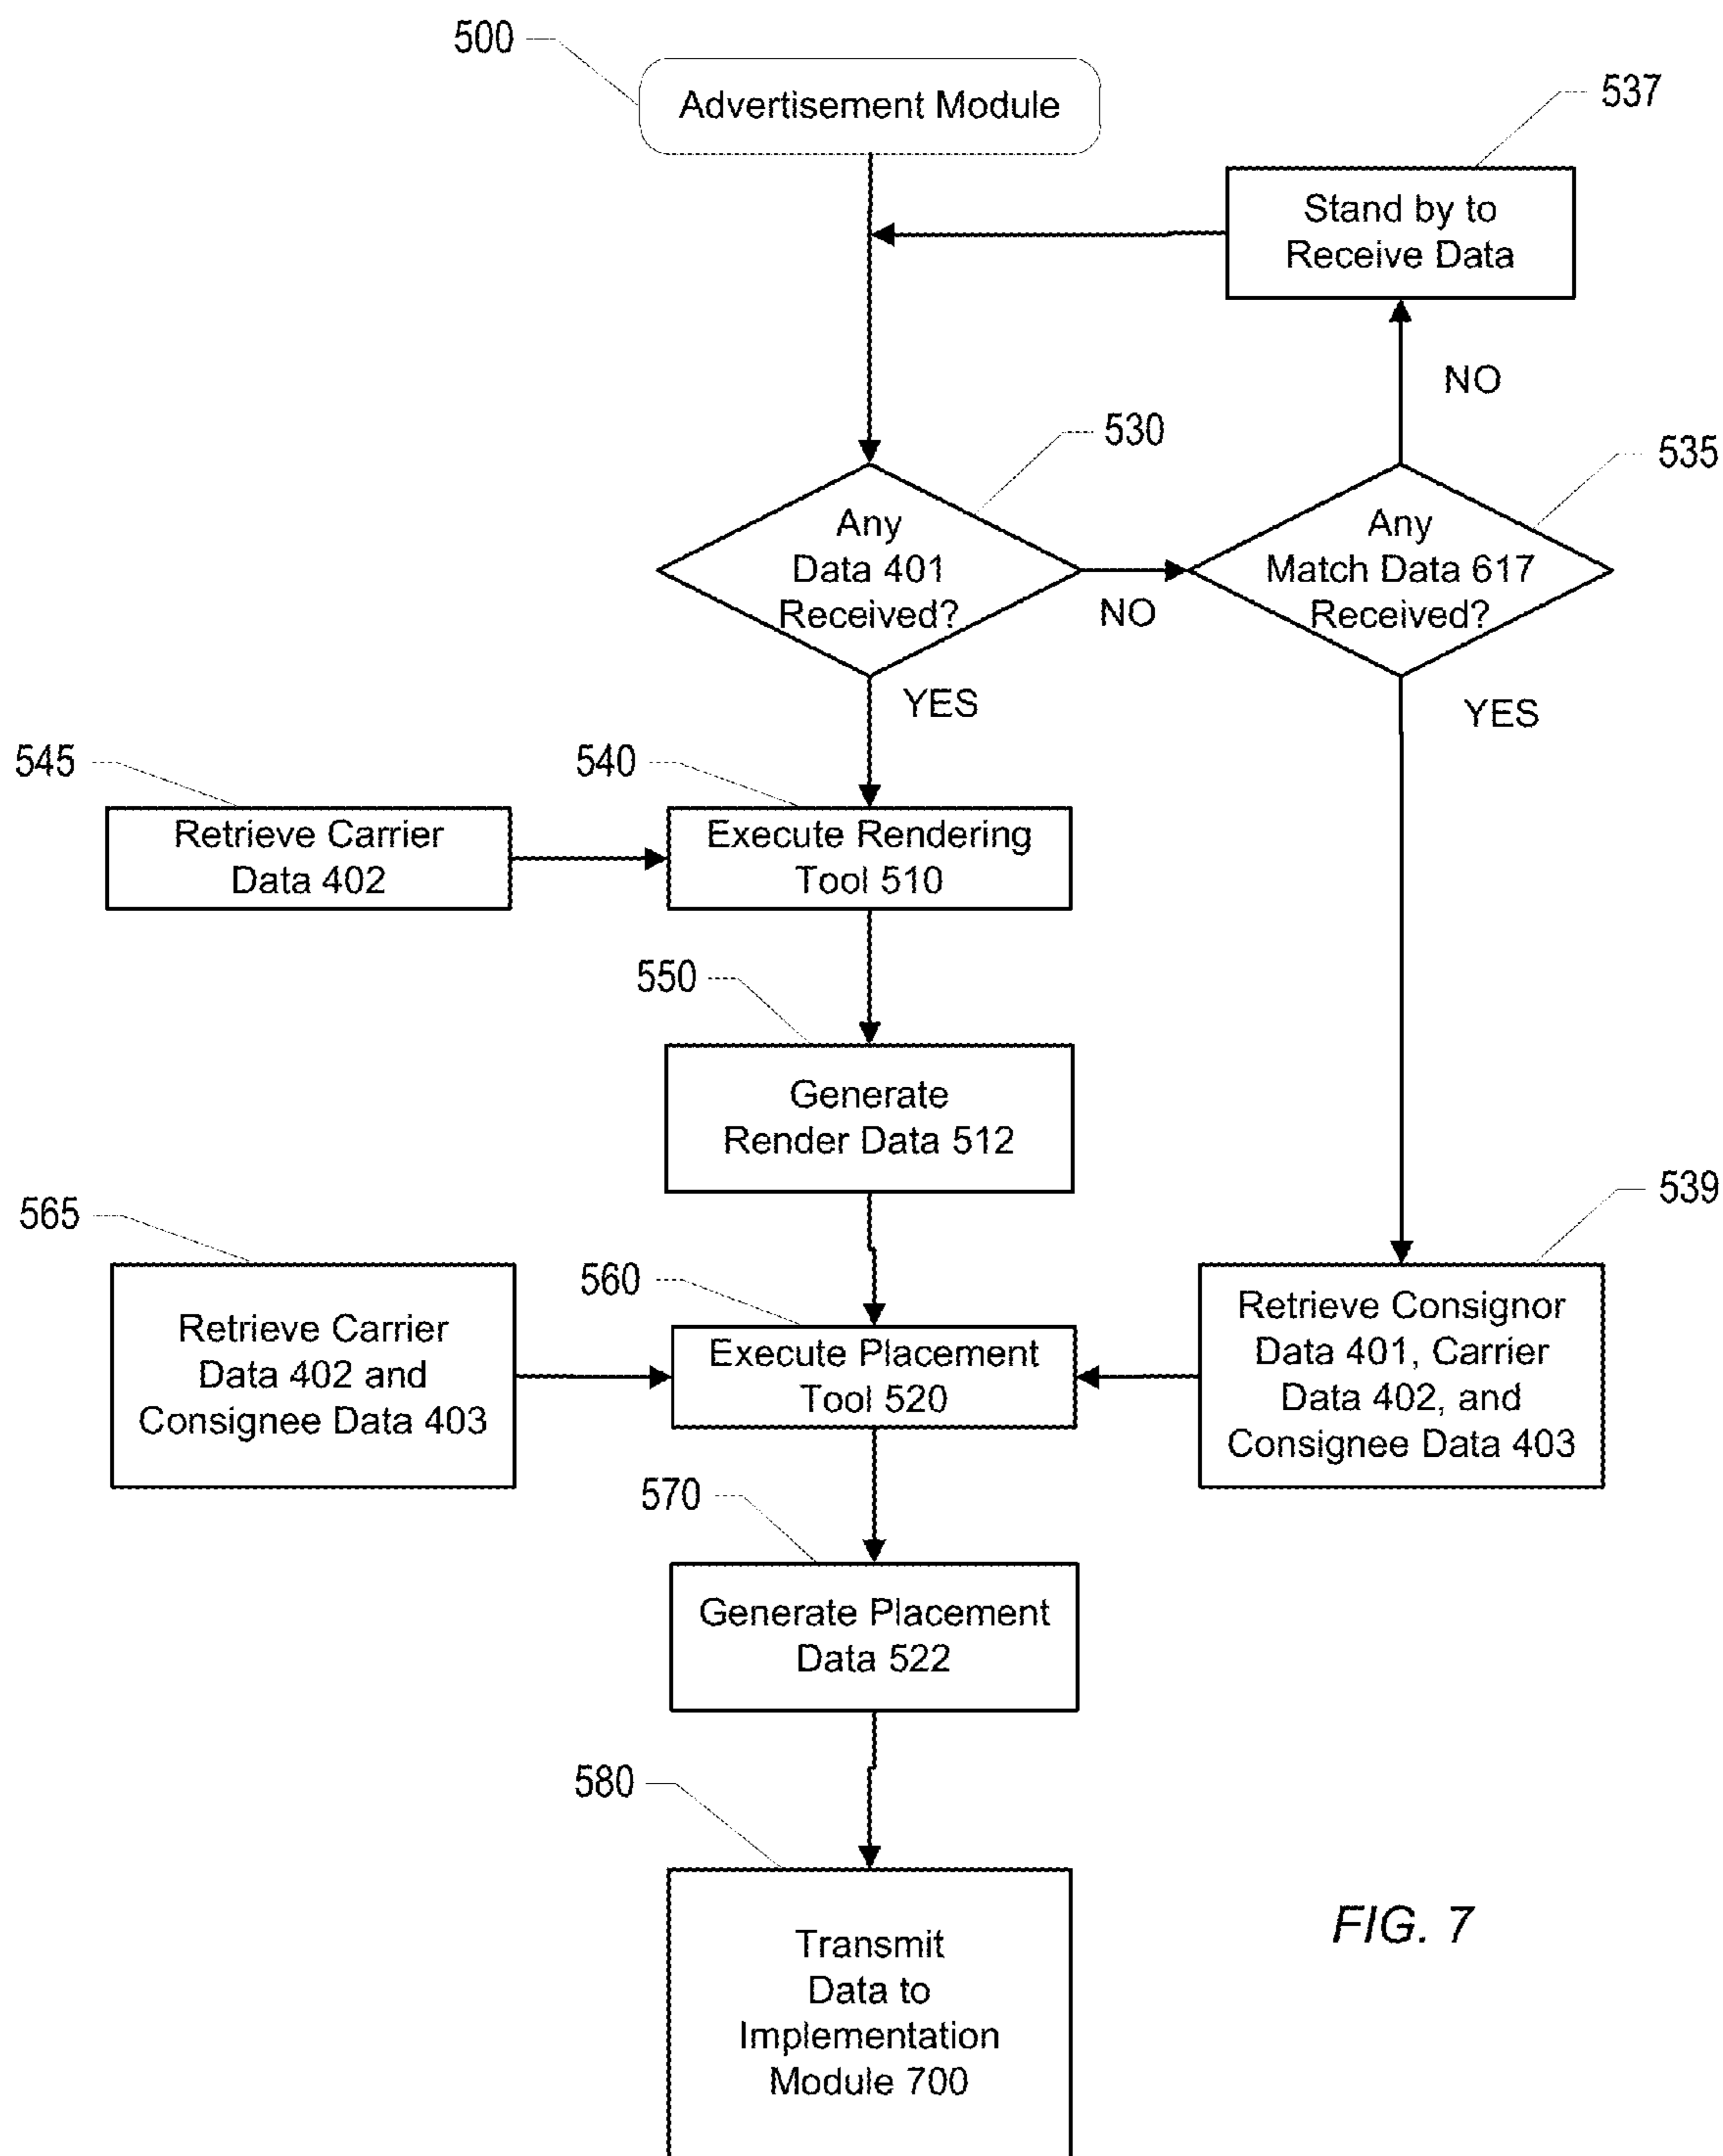 500
Advertisement Module
537
Stand by to
Receive Data
NO
530
535
Any
Data 401
Received?
NO
Any
Match Data 617
Received?
YES
YES
545
540
Retrieve Carrier
Data 402
Execute Rendering
Tool 510
550
Generate
Render Data 512
539
565
560
Retrieve Carrier
Data 402 and
Consignee Data 403
Execute Placement
Tool 520
Retrieve Consignor
Data 401, Carrier
Data 402, and
Consignee Data 403
570
Generate Placement
Data 522
580
Transmit
Data to
Implementation
Module 700
FIG. 7